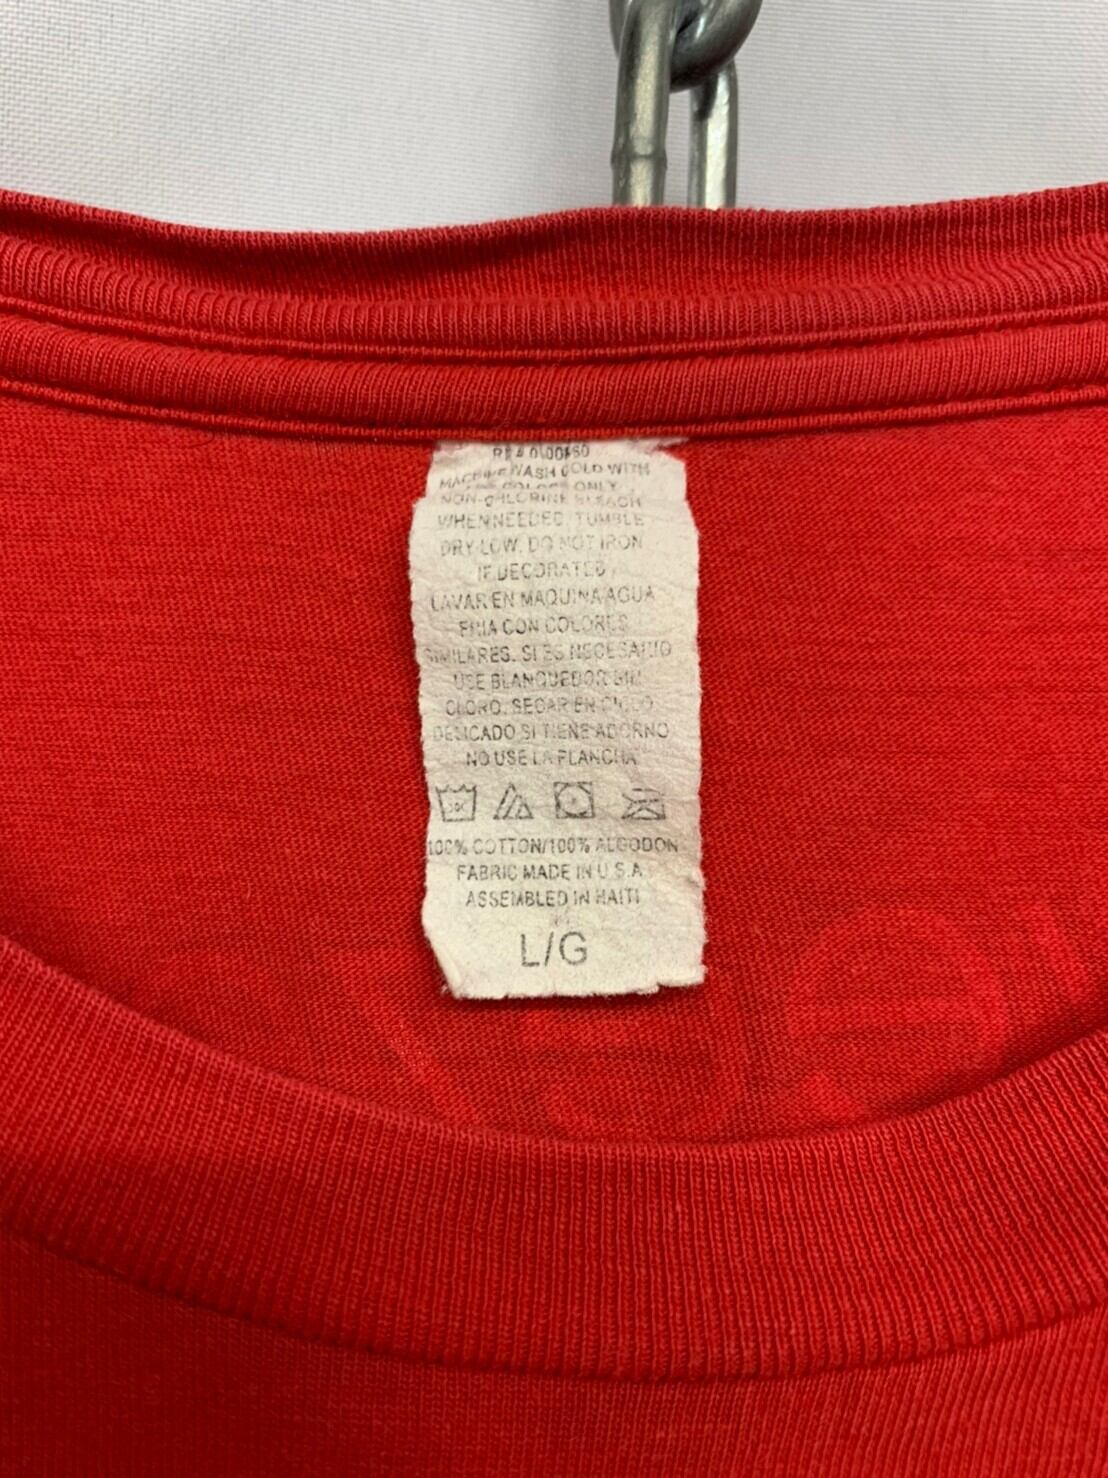 MACHINE WASH COLD WITH
COLORS ONLY.
NON-CHLORINE BLEACH
WHEN NEEDED. TUMBLE
DRY LOW. DO NOT IRON
IF DECORATED
LAVAR EN MAQUINA AGUA
FRIA CON COLORES
SIMILARES. SI ES NECESARIO
USE BLANQUEDOR SIN
CLORO. SECAR EN CICLO
DELICADO SI TIENE ADORNO
NO USE LA PLANCHA
100% COTTON/100% ALGODON
FABRIC MADE IN U.S.A
ASSEMBLED IN HAITI
L/G